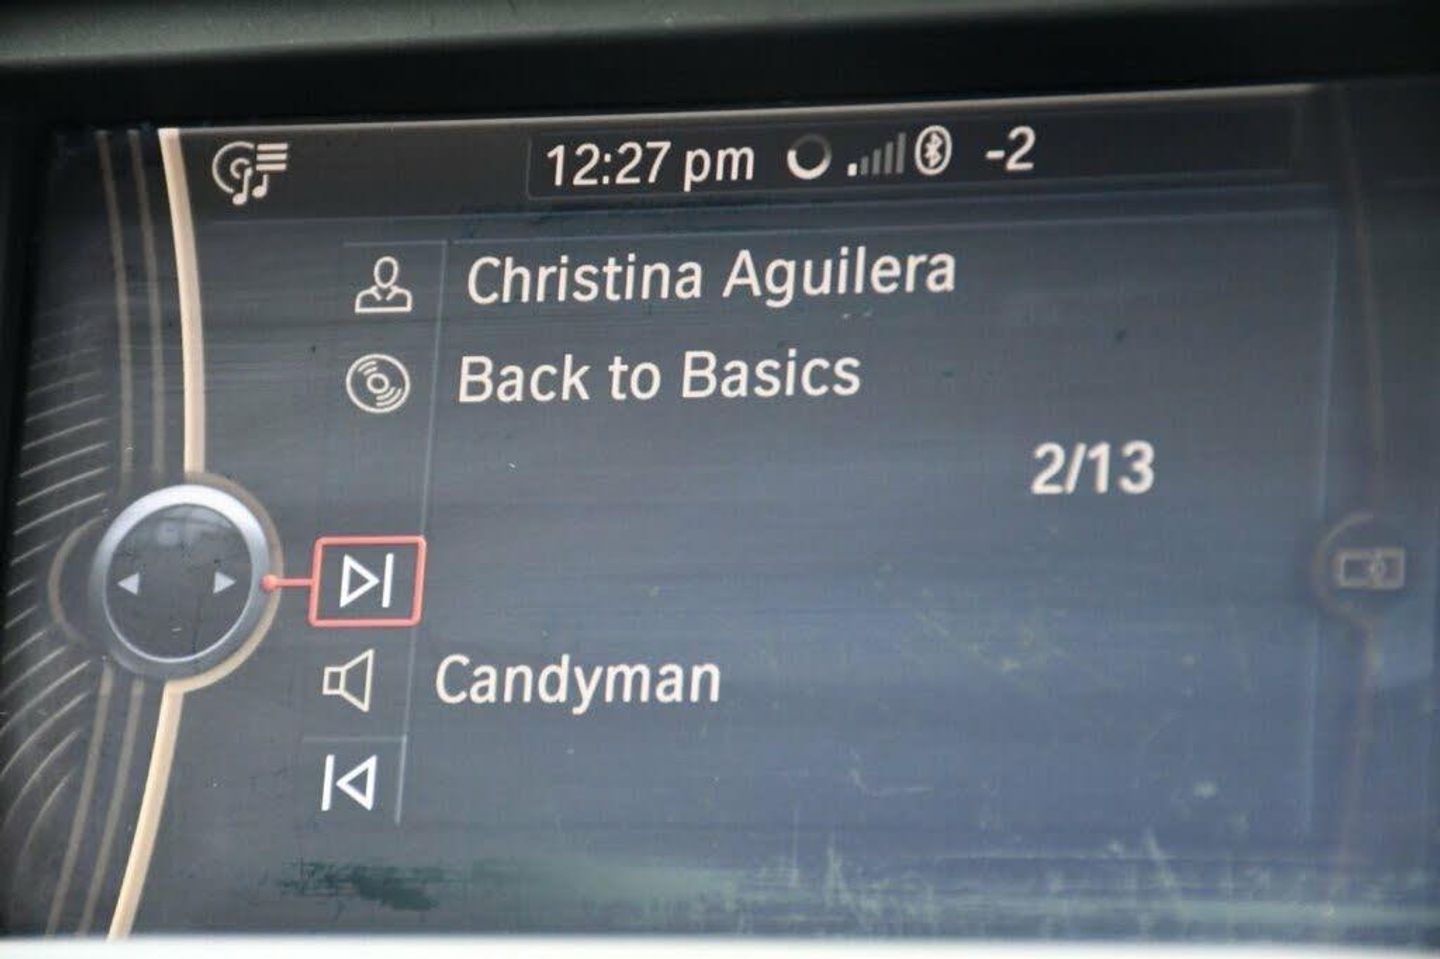 12:27 pm -2
Christina Aguilera
Back to Basics
2/13
Candyman